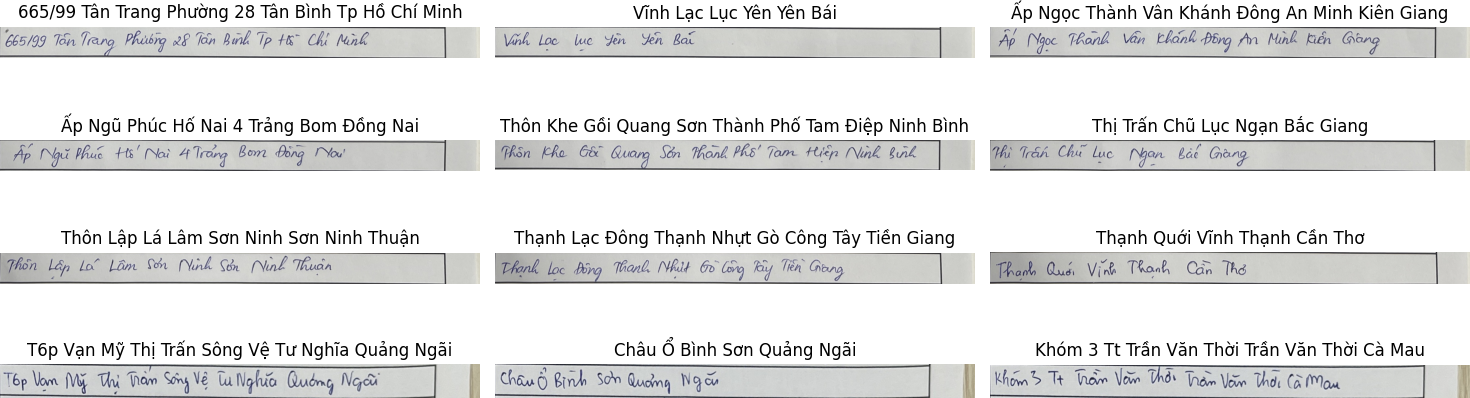 665/99 Tân Trang Phường 28 Tân Bình Tp Hồ Chí Minh
665/99 Tân Trang Phường 28 Tân Bình Tp Hồ Chí Minh
Vĩnh Lạc Lục Yên Yên Bái
Vĩnh Lạc Lục Yên Yên Bái
Ấp Ngọc Thành Vân Khánh Đông An Minh Kiên Giang
Ấp Ngọc Thành Vân Khánh Đông An Minh Kiên Giang
Ấp Ngũ Phúc Hố Nai 4 Trảng Bom Đồng Nai
Ấp Ngũ Phúc Hố Nai 4 Trảng Bom Đồng Nai
Thôn Khe Gồi Quang Sơn Thành Phố Tam Điệp Ninh Bình
Thôn Khe Gồi Quang Sơn Thành Phố Tam Hiệp Ninh Bình
Thị Trấn Chũ Lục Ngạn Bắc Giang
Thị Trấn Chũ Lục Ngạn Bắc Giang
Thôn Lập Lá Lâm Sơn Ninh Sơn Ninh Thuận
Thôn Lập Lá Lâm Sơn Ninh Sơn Ninh Thuận
Thạnh Lạc Đông Thạnh Nhựt Gò Công Tây Tiền Giang
Thạnh Lạc Đông Thạnh Nhựt Gò Công Tây Tiền Giang
Thạnh Quới Vĩnh Thạnh Cần Thơ
Thạnh Quới Vĩnh Thạnh Cần Thơ
T6p Vạn Mỹ Thị Trấn Sông Vệ Tư Nghĩa Quảng Ngãi
T6p Vạn Mỹ Thị Trấn Sông Vệ Tư Nghĩa Quảng Ngãi
Châu Ổ Bình Sơn Quảng Ngãi
Châu Ổ Bình Sơn Quảng Ngãi
Khóm 3 Tt Trần Văn Thời Trần Văn Thời Cà Mau
Khóm 3 Tt Trần Văn Thời Trần Văn Thời Cà Mau